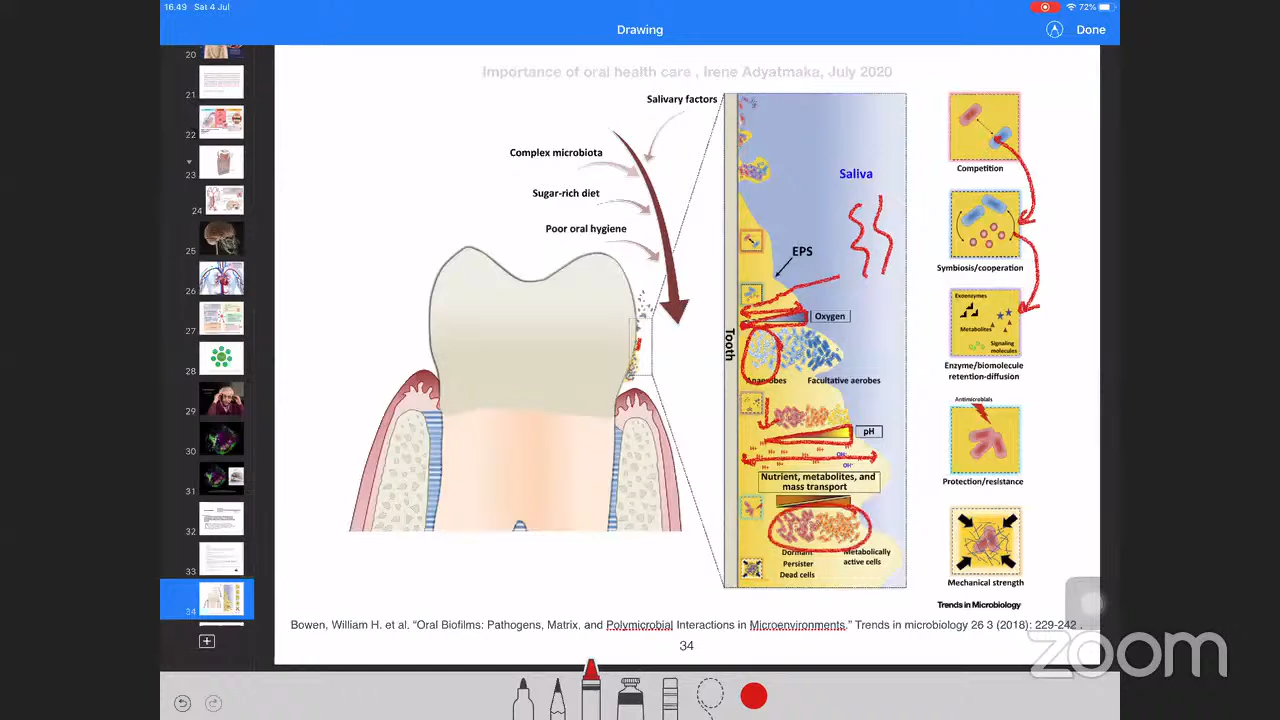 16.49 Sat 4 Jul
72%
Drawing
Done
20
21
22
23
24
25
26
27
28
29
30
31
32
33
34
Importance of oral health care , Irene Adyatmaka, July 2020
Salivary factors
Complex microbiota
Sugar-rich diet
Poor oral hygiene
Saliva
EPS
Tooth
Oxygen
Anaerobes
Facultative aerobes
pH
H+ H+ H+ H+ H+ H+ H+ H+
OH-
OH-
Nutrient, metabolites, and
mass transport
Dormant
Persister
Dead cells
Metabolically
active cells
Competition
Symbiosis/cooperation
Exoenzymes
Metabolites
Signaling
molecules
Enzyme/biomolecule
retention-diffusion
Antimicrobials
Protection/resistance
Mechanical strength
Trends in Microbiology
Bowen, William H. et al. “Oral Biofilms: Pathogens, Matrix, and Polymicrobial Interactions in Microenvironments.” Trends in microbiology 26 3 (2018): 229-242 .
34
zoom